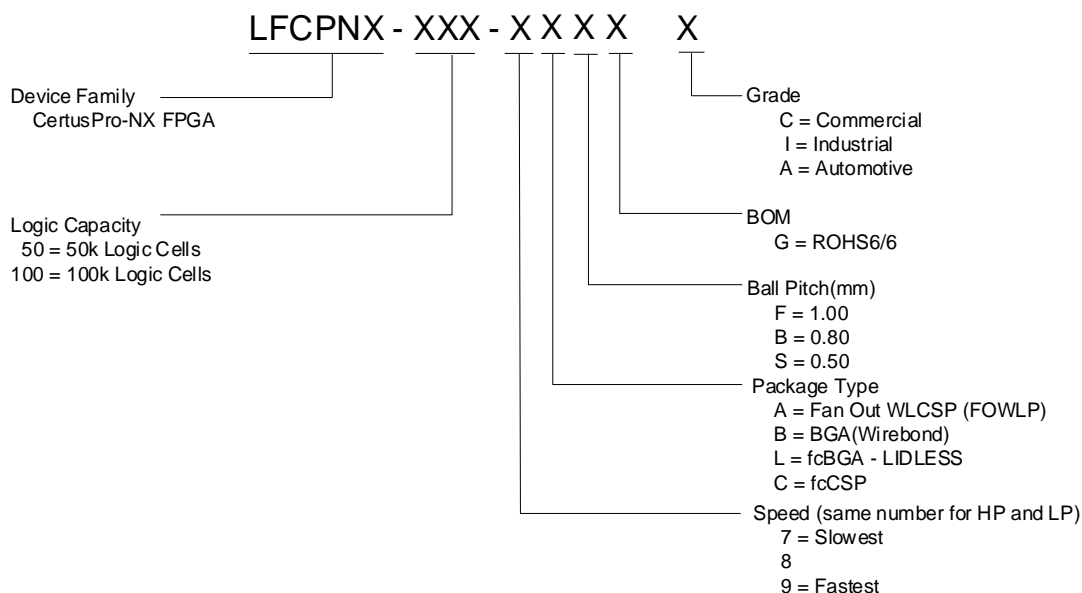 LFCPNX - XXX - X X X X X
Device Family
CertusPro-NX FPGA
Logic Capacity
50 = 50k Logic Cells
100 = 100k Logic Cells
Grade
C = Commercial
I = Industrial
A = Automotive
BOM
G = ROHS6/6
Ball Pitch(mm)
F = 1.00
B = 0.80
S = 0.50
Package Type
A = Fan Out WLCSP (FOWLP)
B = BGA(Wirebond)
L = fcBGA - LIDLESS
C = fcCSP
Speed (same number for HP and LP)
7 = Slowest
8
9 = Fastest